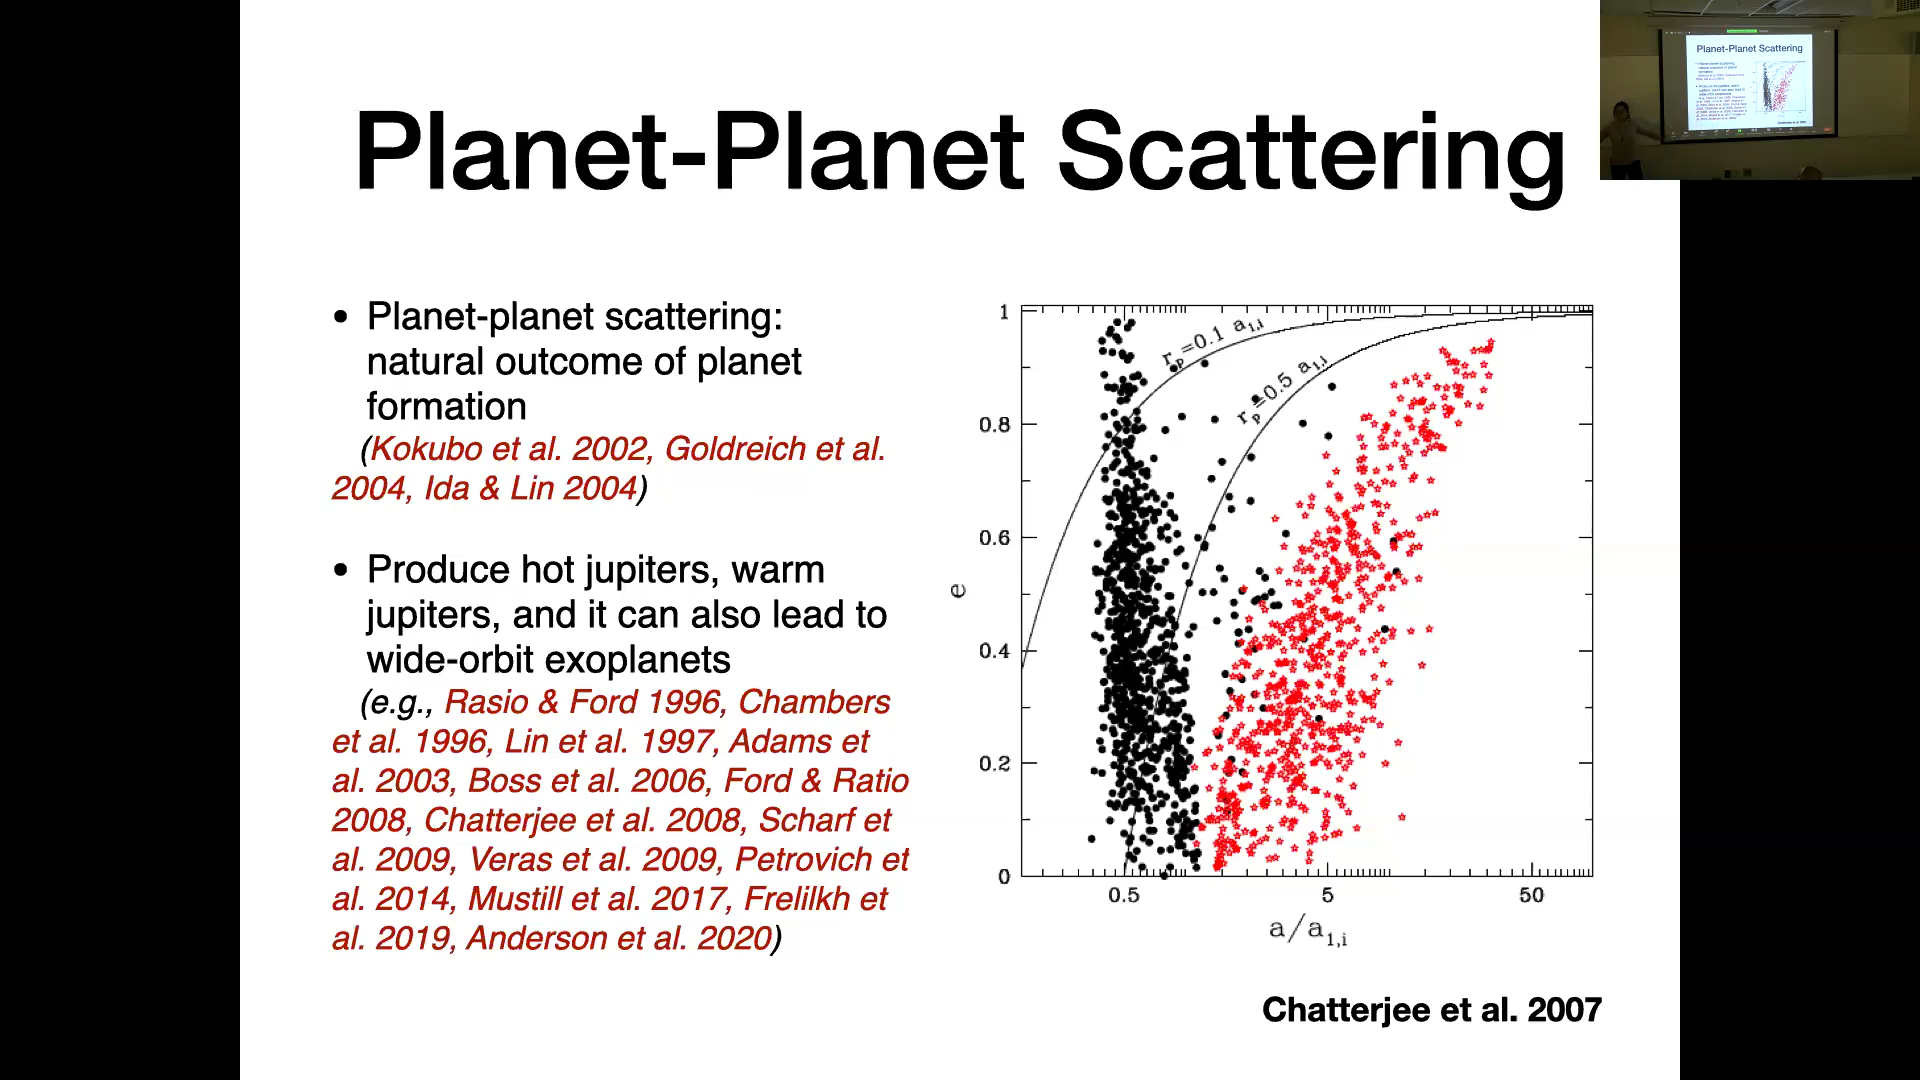 Planet-Planet Scattering
• Planet-planet scattering:
natural outcome of planet
formation
(Kokubo et al. 2002, Goldreich et al.
2004, Ida & Lin 2004)
• Produce hot jupiters, warm
jupiters, and it can also lead to
wide-orbit exoplanets
(e.g., Rasio & Ford 1996, Chambers
et al. 1996, Lin et al. 1997, Adams et
al. 2003, Boss et al. 2006, Ford & Ratio
2008, Chatterjee et al. 2008, Scharf et
al. 2009, Veras et al. 2009, Petrovich et
al. 2014, Mustill et al. 2017, Frelilkh et
al. 2019, Anderson et al. 2020)
1
0.8
0.6
0.4
0.2
0
e
r_p=0.1 a_1,i
r_p=0.5 a_1,i
0.5 5 50
a/a_1,i
Chatterjee et al. 2007
Planet-Planet Scattering